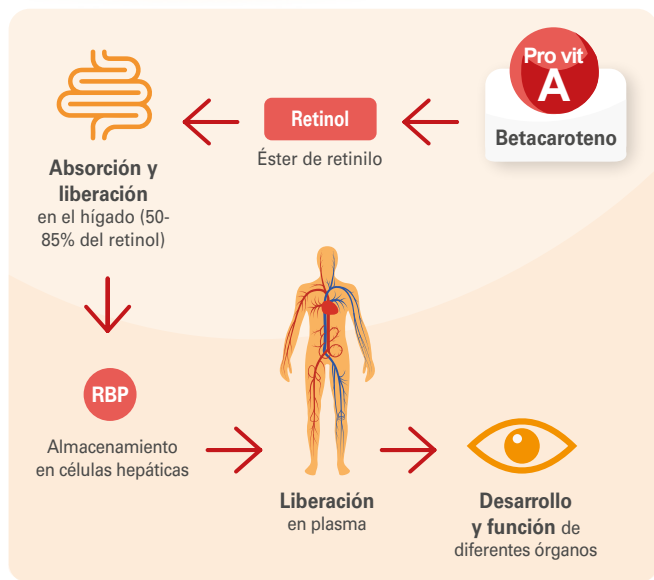 Pro vit
A
Betacaroteno
Retinol
Éster de retinilo
Absorción y
liberación
en el hígado (50-
85% del retinol)
RBP
Almacenamiento
en células hepáticas
Liberación
en plasma
Desarrollo
y función de
diferentes órganos